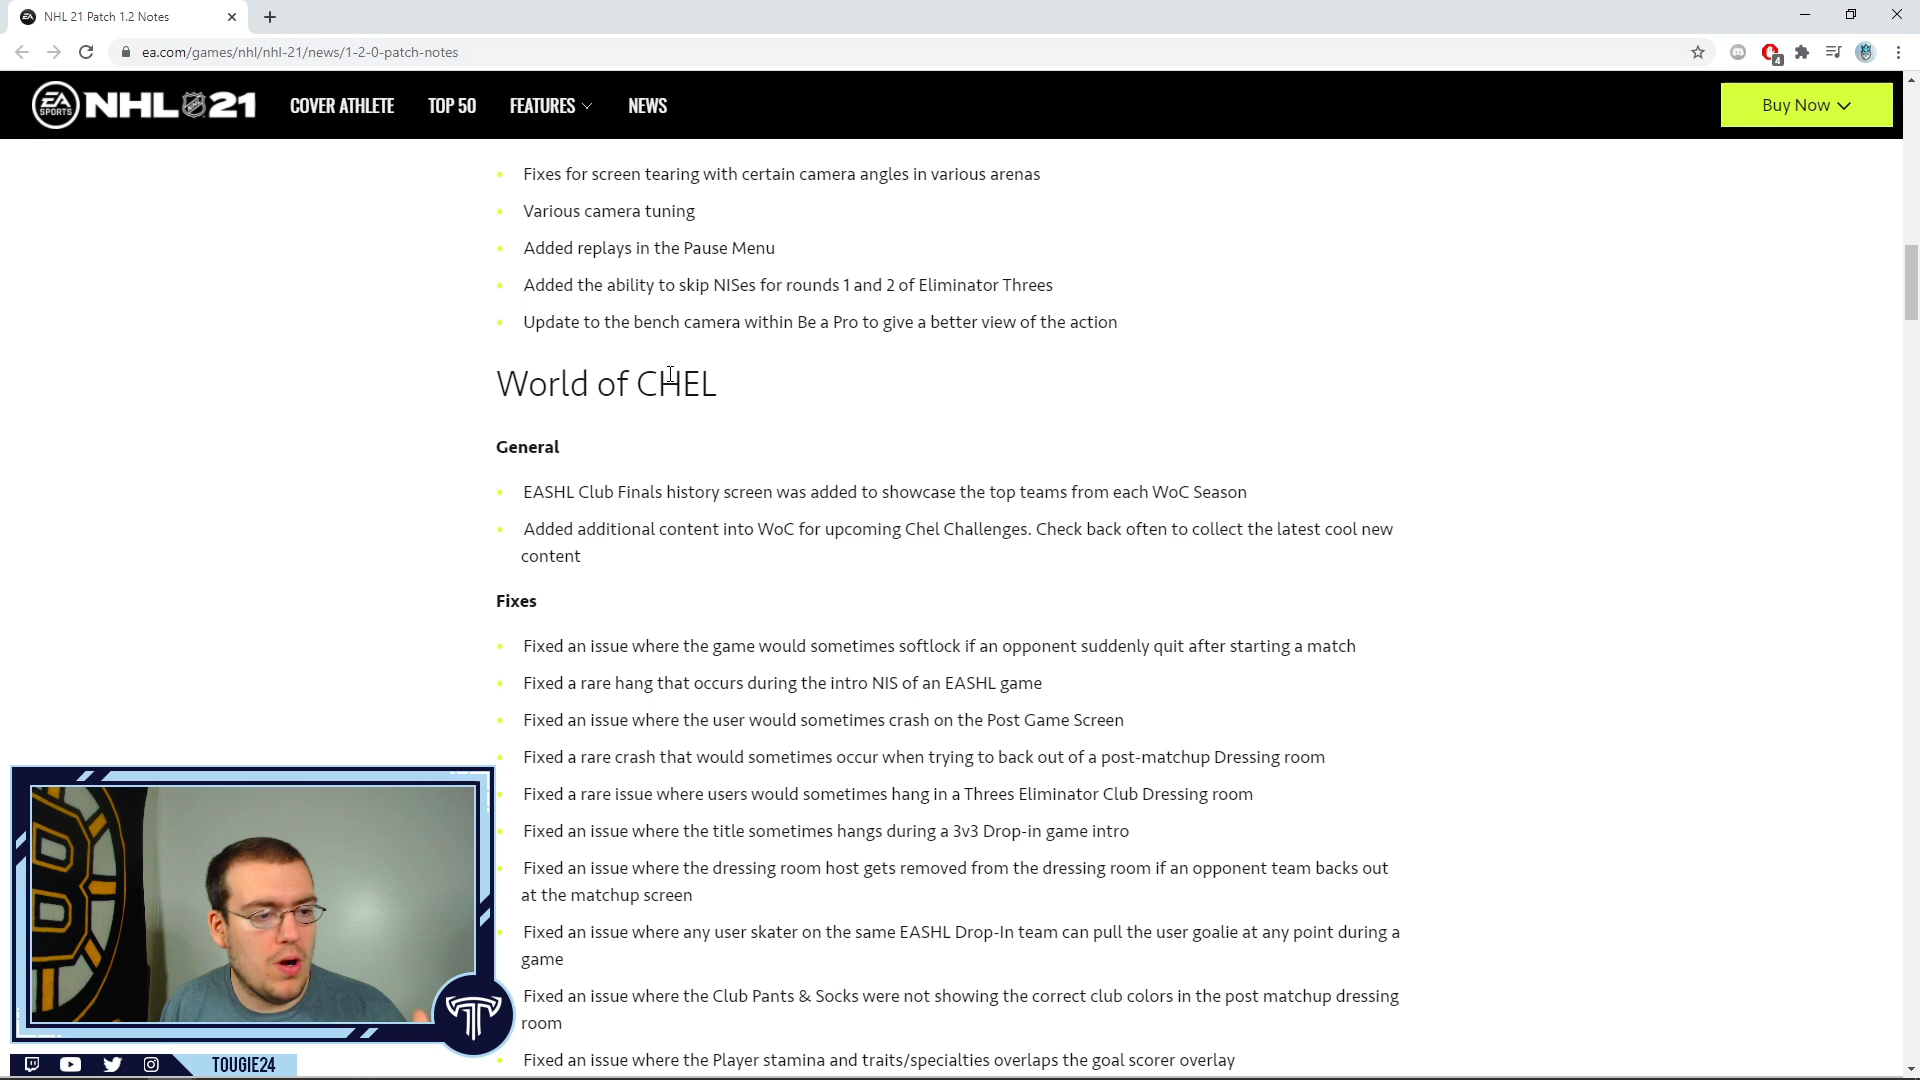 NHL 21 Patch 1.2 Notes
ea.com/games/nhl/nhl-21/news/1-2-0-patch-notes
4
EA SPORTS NHL 21 COVER ATHLETE TOP 50 FEATURES NEWS Buy Now
Fixes for screen tearing with certain camera angles in various arenas
Various camera tuning
Added replays in the Pause Menu
Added the ability to skip NISes for rounds 1 and 2 of Eliminator Threes
Update to the bench camera within Be a Pro to give a better view of the action
World of CHEL
General
EASHL Club Finals history screen was added to showcase the top teams from each WoC Season
Added additional content into WoC for upcoming Chel Challenges. Check back often to collect the latest cool new
content
Fixes
Fixed an issue where the game would sometimes softlock if an opponent suddenly quit after starting a match
Fixed a rare hang that occurs during the intro NIS of an EASHL game
Fixed an issue where the user would sometimes crash on the Post Game Screen
Fixed a rare crash that would sometimes occur when trying to back out of a post-matchup Dressing room
Fixed a rare issue where users would sometimes hang in a Threes Eliminator Club Dressing room
Fixed an issue where the title sometimes hangs during a 3v3 Drop-in game intro
Fixed an issue where the dressing room host gets removed from the dressing room if an opponent team backs out
at the matchup screen
Fixed an issue where any user skater on the same EASHL Drop-In team can pull the user goalie at any point during a
game
Fixed an issue where the Club Pants & Socks were not showing the correct club colors in the post matchup dressing
room
Fixed an issue where the Player stamina and traits/specialties overlaps the goal scorer overlay
B
TOUGIE24